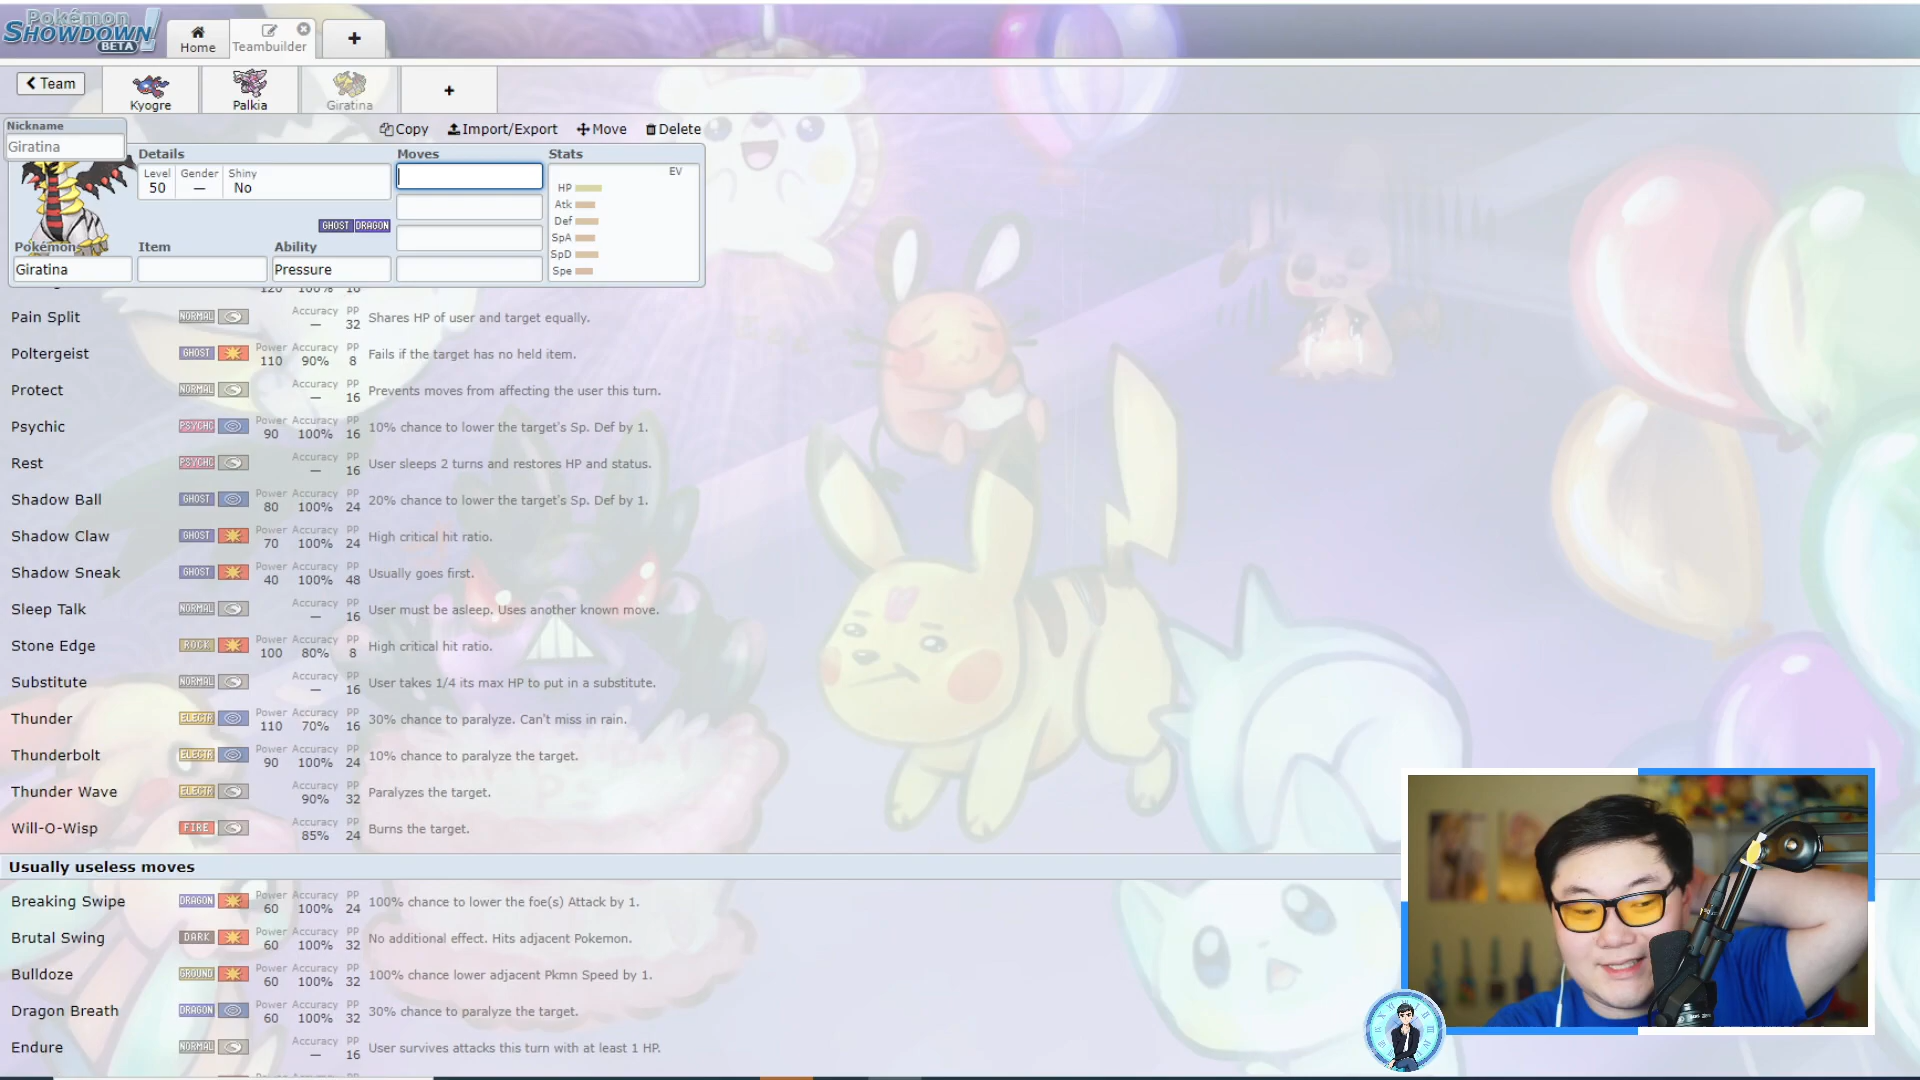 Pokémon
SHOWDOWN!
BETA
Home
Teambuilder
+
Team
Kyogre
Palkia
Giratina
+
Nickname
Giratina
Copy
Import/Export
Move
Delete
Details
Moves
Stats
Level
Gender
Shiny
EV
50
—
No
HP
Atk
Def
SpA
SpD
Spe
GHOST DRAGON
Pokémon
Item
Ability
Giratina
Pressure
120 100% 16
Pain Split NORMAL Accuracy — PP 32 Shares HP of user and target equally.
Poltergeist GHOST Power 110 Accuracy 90% PP 8 Fails if the target has no held item.
Protect NORMAL Accuracy — PP 16 Prevents moves from affecting the user this turn.
Psychic PSYCHC Power 90 Accuracy 100% PP 16 10% chance to lower the target's Sp. Def by 1.
Rest PSYCHC Accuracy — PP 16 User sleeps 2 turns and restores HP and status.
Shadow Ball GHOST Power 80 Accuracy 100% PP 24 20% chance to lower the target's Sp. Def by 1.
Shadow Claw GHOST Power 70 Accuracy 100% PP 24 High critical hit ratio.
Shadow Sneak GHOST Power 40 Accuracy 100% PP 48 Usually goes first.
Sleep Talk NORMAL Accuracy — PP 16 User must be asleep. Uses another known move.
Stone Edge ROCK Power 100 Accuracy 80% PP 8 High critical hit ratio.
Substitute NORMAL Accuracy — PP 16 User takes 1/4 its max HP to put in a substitute.
Thunder ELECTR Power 110 Accuracy 70% PP 16 30% chance to paralyze. Can't miss in rain.
Thunderbolt ELECTR Power 90 Accuracy 100% PP 24 10% chance to paralyze the target.
Thunder Wave ELECTR Accuracy 90% PP 32 Paralyzes the target.
Will-O-Wisp FIRE Accuracy 85% PP 24 Burns the target.
Usually useless moves
Breaking Swipe DRAGON Power 60 Accuracy 100% PP 24 100% chance to lower the foe(s) Attack by 1.
Brutal Swing DARK Power 60 Accuracy 100% PP 32 No additional effect. Hits adjacent Pokemon.
Bulldoze GROUND Power 60 Accuracy 100% PP 32 100% chance lower adjacent Pkmn Speed by 1.
Dragon Breath DRAGON Power 60 Accuracy 100% PP 32 30% chance to paralyze the target.
Endure NORMAL Accuracy — PP 16 User survives attacks this turn with at least 1 HP.